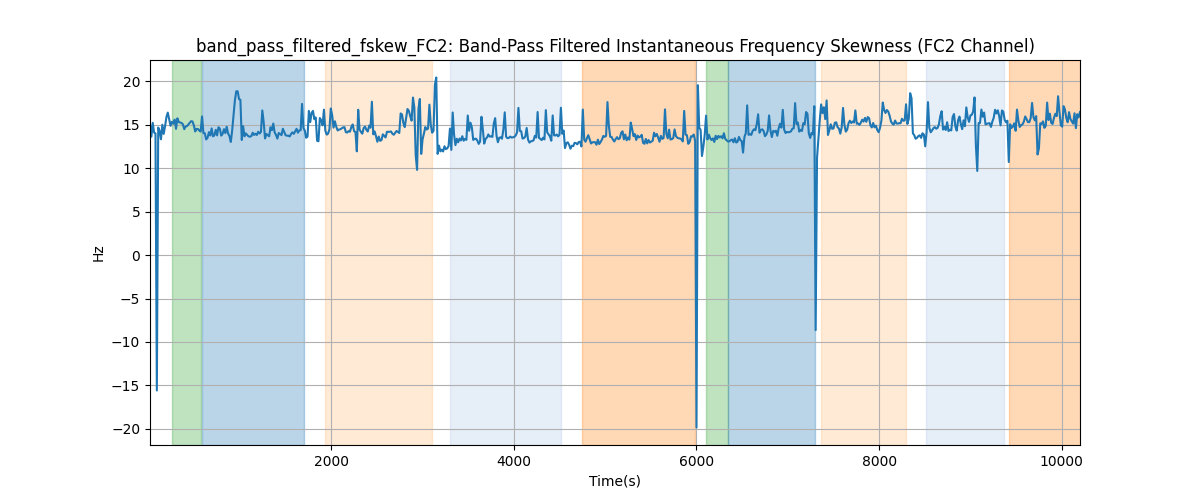 band_pass_filtered_fskew_FC2: Band-Pass Filtered Instantaneous Frequency Skewness (FC2 Channel)
20
15
10
5
0
−5
−10
−15
−20
Hz
2000 4000 6000 8000 10000
Time(s)